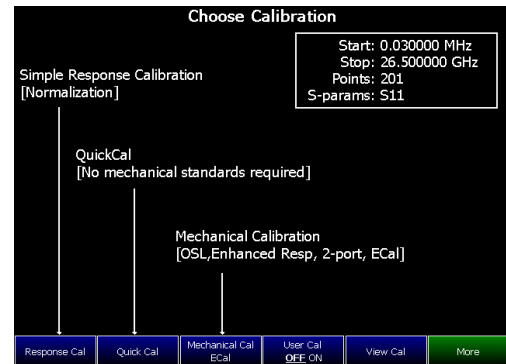 Choose Calibration
Start: 0.030000 MHz
Stop: 26.500000 GHz
Points: 201
S-params: S11
Simple Response Calibration
[Normalization]
QuickCal
[No mechanical standards required]
Mechanical Calibration
[OSL,Enhanced Resp, 2-port, ECal]
Response Cal
Quick Cal
Mechanical Cal
ECal
User Cal
OFF ON
View Cal
More